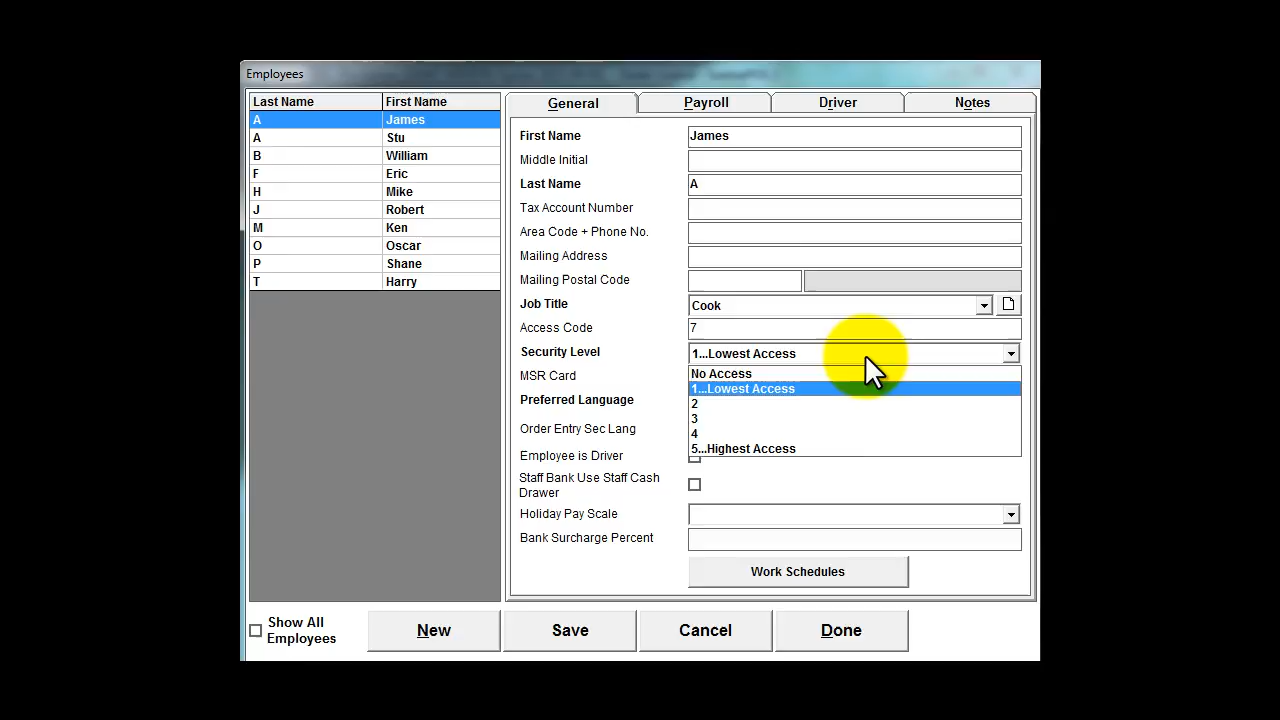 Employees
Last Name First Name
A James
A Stu
B William
F Eric
H Mike
J Robert
M Ken
O Oscar
P Shane
T Harry
General Payroll Driver Notes
First Name James
Middle Initial
Last Name A
Tax Account Number
Area Code + Phone No.
Mailing Address
Mailing Postal Code
Job Title Cook
Access Code 7
Security Level 1...Lowest Access
No Access
MSR Card
1...Lowest Access
Preferred Language
2
3
Order Entry Sec Lang
4
5...Highest Access
Employee is Driver
Staff Bank Use Staff Cash
Drawer
Holiday Pay Scale
Bank Surcharge Percent
Work Schedules
Show All
Employees
New Save Cancel Done